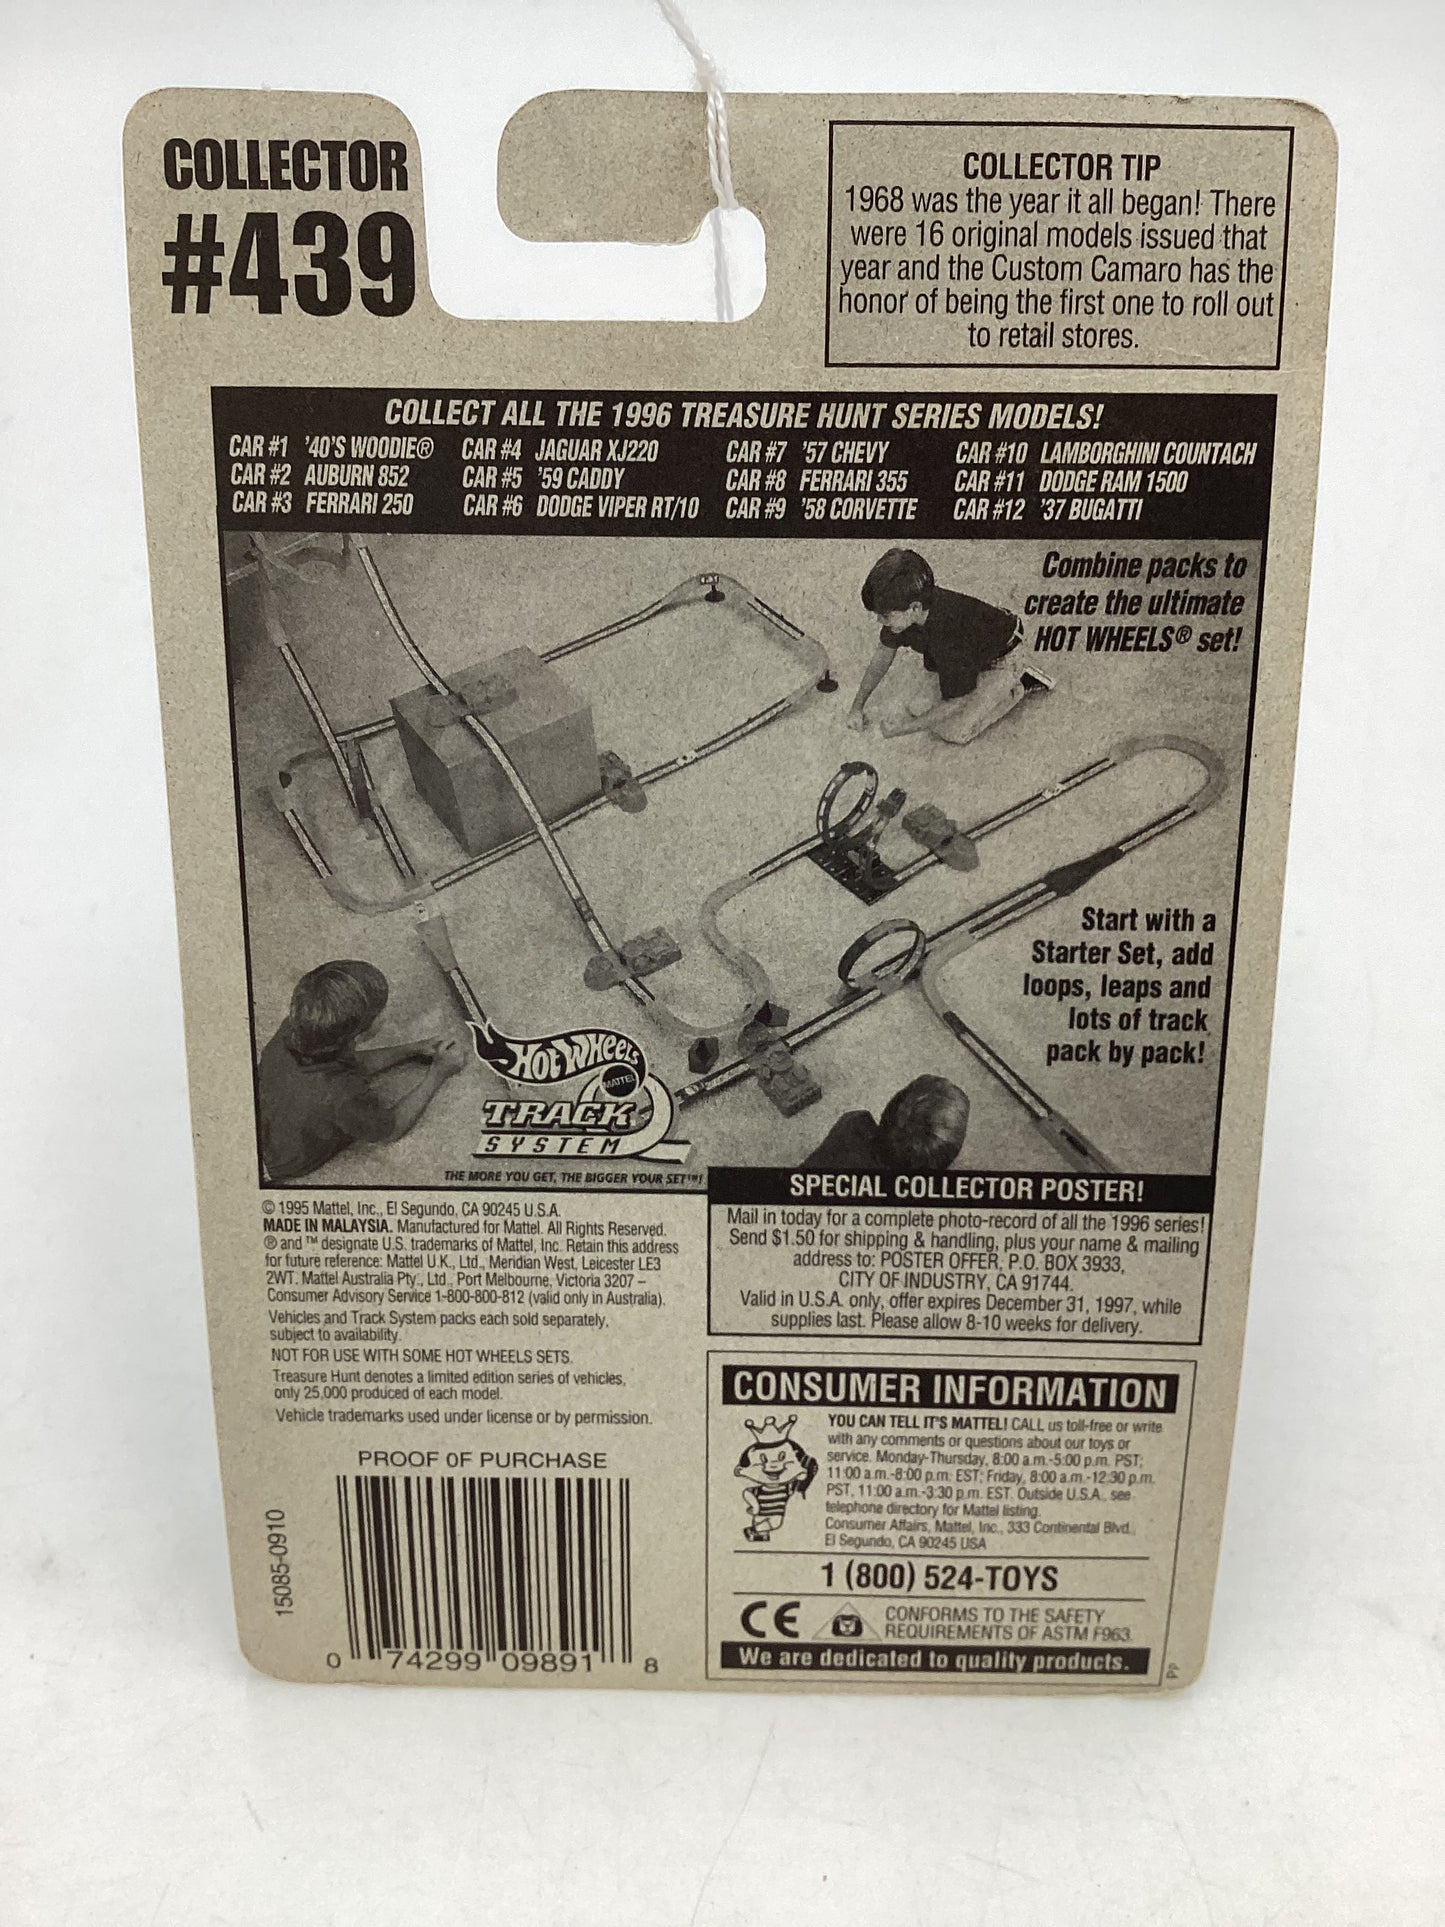 COLLECTOR
#439
COLLECTOR TIP
1968 was the year it all began! There
were 16 original models issued that
year and the Custom Camaro has the
honor of being the first one to roll out
to retail stores.
COLLECT ALL THE 1996 TREASURE HUNT SERIES MODELS!
CAR #1 '40'S WOODIE®
CAR #2 AUBURN 852
CAR #3 FERRARI 250
CAR #4 JAGUAR XJ220
CAR #5 '59 CADDY
CAR #6 DODGE VIPER RT/10
CAR #7 '57 CHEVY
CAR #8 FERRARI 355
CAR #9 '58 CORVETTE
CAR #10 LAMBORGHINI COUNTACH
CAR #11 DODGE RAM 1500
CAR #12 '37 BUGATTI
Combine packs to
create the ultimate
HOT WHEELS® set!
Start with a
Starter Set, add
loops, leaps and
lots of track
pack by pack!
HOT WHEELS
MATTEL
TRACK
SYSTEM
THE MORE YOU GET, THE BIGGER YOUR SET™!
© 1995 Mattel, Inc., El Segundo, CA 90245 U.S.A.
MADE IN MALAYSIA. Manufactured for Mattel. All Rights Reserved.
® and ™ designate U.S. trademarks of Mattel, Inc. Retain this address
for future reference: Mattel U.K., Ltd., Meridian West, Leicester LE3
2WT. Mattel Australia Pty., Ltd., Port Melbourne, Victoria 3207 –
Consumer Advisory Service 1-800-800-812 (valid only in Australia).
Vehicles and Track System packs each sold separately,
subject to availability.
NOT FOR USE WITH SOME HOT WHEELS SETS.
Treasure Hunt denotes a limited edition series of vehicles,
only 25,000 produced of each model.
Vehicle trademarks used under license or by permission.
PROOF OF PURCHASE
15085-0910
0 74299 09891 8
SPECIAL COLLECTOR POSTER!
Mail in today for a complete photo-record of all the 1996 series!
Send $1.50 for shipping & handling, plus your name & mailing
address to: POSTER OFFER, P.O. BOX 3933,
CITY OF INDUSTRY, CA 91744.
Valid in U.S.A. only, offer expires December 31, 1997, while
supplies last. Please allow 8-10 weeks for delivery.
CONSUMER INFORMATION
YOU CAN TELL IT'S MATTEL! CALL us toll-free or write
with any comments or questions about our toys or
service. Monday-Thursday, 8:00 a.m.-5:00 p.m. PST;
11:00 a.m.-8:00 p.m. EST; Friday, 8:00 a.m.-12:30 p.m.
PST, 11:00 a.m.-3:30 p.m. EST. Outside U.S.A., see
telephone directory for Mattel listing.
Consumer Affairs, Mattel, Inc., 333 Continental Blvd.,
El Segundo, CA 90245 USA
1 (800) 524-TOYS
CE
CONFORMS TO THE SAFETY
REQUIREMENTS OF ASTM F963.
We are dedicated to quality products.
PP